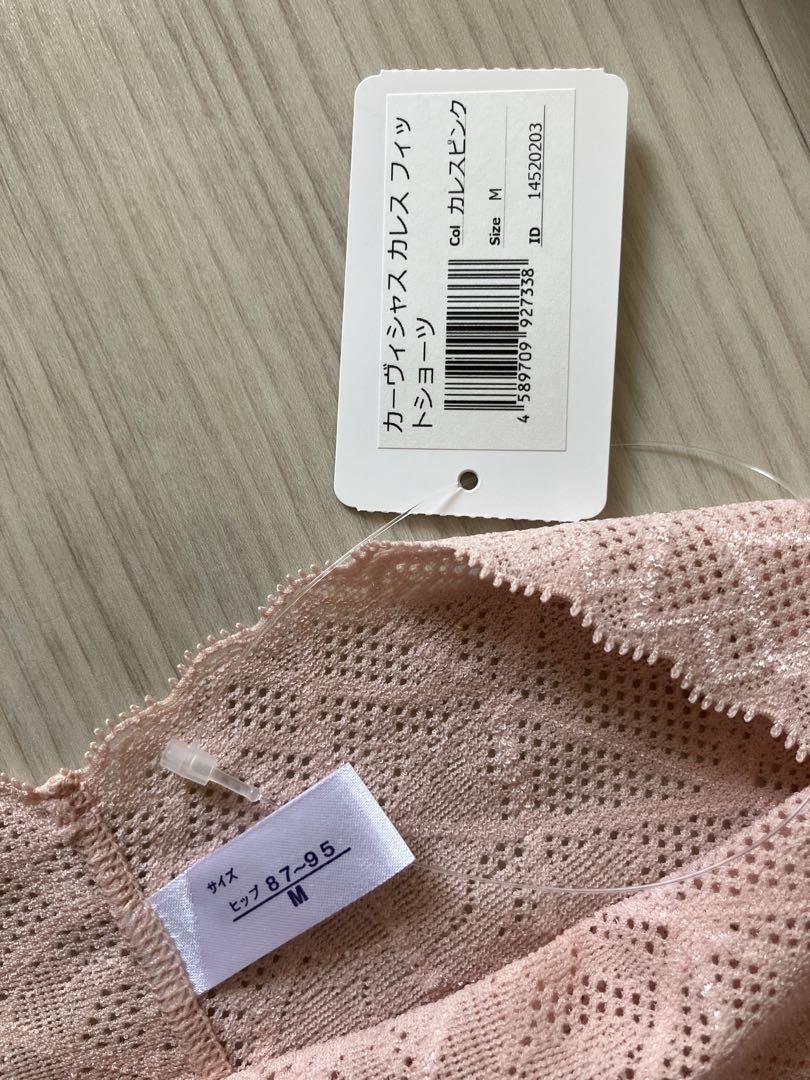 カーヴィシャス カレス フィッ
トショーツ
Col カレスピンク
Size M
ID 14520203
4 589709 927338
サイズ
ヒップ 87~95
M